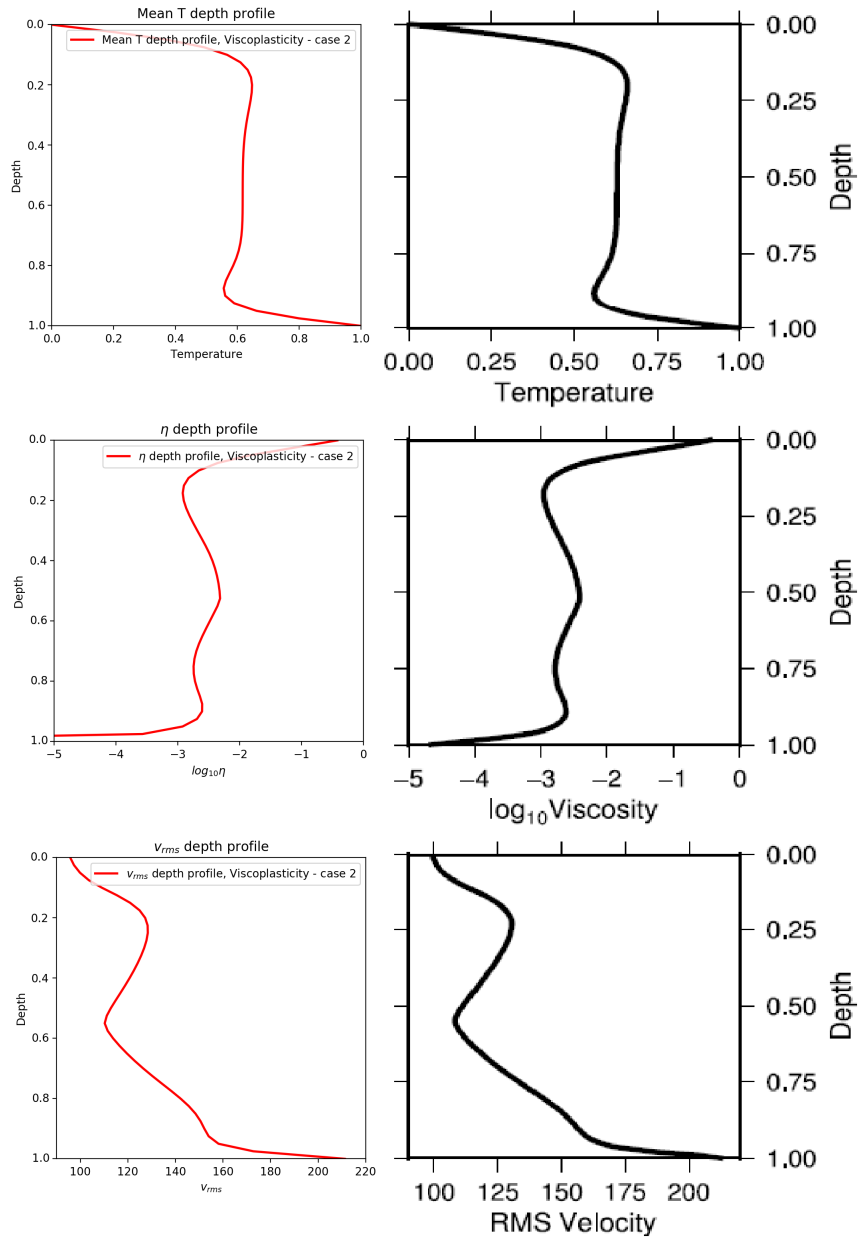 Mean T depth profile
Mean T depth profile, Viscoplasticity - case 2
0.0
0.2
0.4
0.6
0.8
1.0
Depth
0.0 0.2 0.4 0.6 0.8 1.0
Temperature
0.00
0.25
0.50
0.75
1.00
Depth
0.00 0.25 0.50 0.75 1.00
Temperature
η depth profile
η depth profile, Viscoplasticity - case 2
0.0
0.2
0.4
0.6
0.8
1.0
Depth
−5 −4 −3 −2 −1 0
log₁₀η
0.00
0.25
0.50
0.75
1.00
Depth
−5 −4 −3 −2 −1 0
log₁₀Viscosity
vᵣₘₛ depth profile
vᵣₘₛ depth profile, Viscoplasticity - case 2
0.0
0.2
0.4
0.6
0.8
1.0
Depth
100 120 140 160 180 200 220
vᵣₘₛ
0.00
0.25
0.50
0.75
1.00
Depth
100 125 150 175 200
RMS Velocity